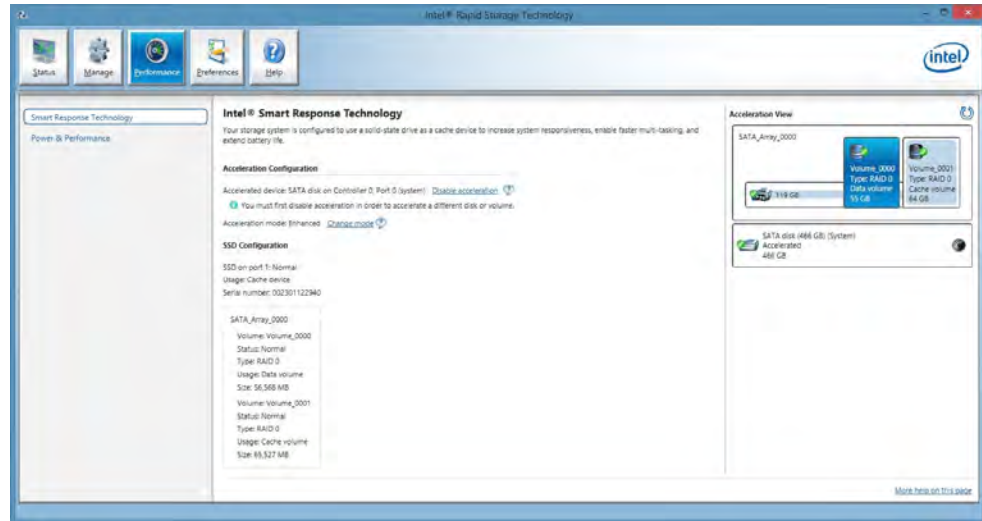 Intel® Rapid Storage Technology
Status
Manage
Performance
Preferences
Help
intel
Smart Response Technology
Power & Performance
Intel® Smart Response Technology
Your storage system is configured to use a solid-state drive as a cache device to increase system responsiveness, enable faster multi-tasking, and
extend battery life.
Acceleration Configuration
Accelerated device: SATA disk on Controller 0, Port 0 (system) Disable acceleration
You must first disable acceleration in order to accelerate a different disk or volume.
Acceleration mode: Enhanced Change mode
SSD Configuration
SSD on port 1: Normal
Usage: Cache device
Serial number: 002301122940
SATA_Array_0000
Volume: Volume_0000
Status: Normal
Type: RAID 0
Usage: Data volume
Size: 56,568 MB
Volume: Volume_0001
Status: Normal
Type: RAID 0
Usage: Cache volume
Size: 65,527 MB
Acceleration View
SATA_Array_0000
119 GB
Volume_0000
Type: RAID 0
Data volume
55 GB
Volume_0001
Type: RAID 0
Cache volume
64 GB
SATA disk (466 GB) (System)
Accelerated
466 GB
More help on this page